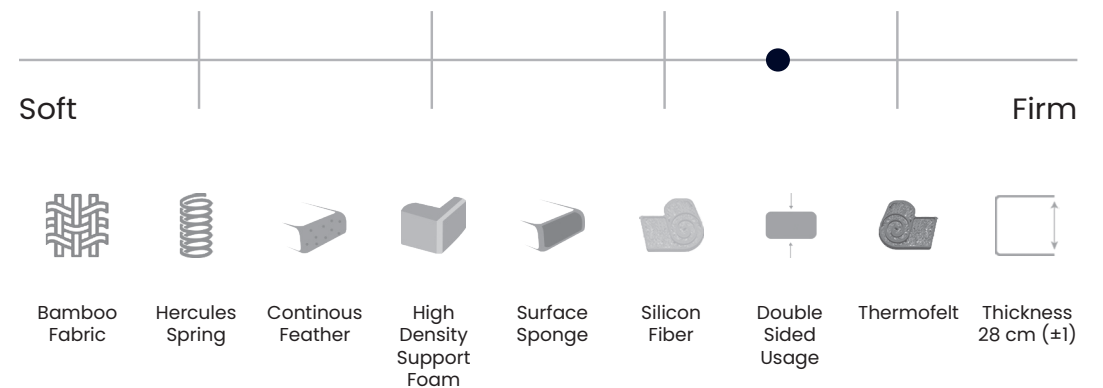 Soft
Firm
Bamboo
Fabric
Hercules
Spring
Continous
Feather
High
Density
Support
Foam
Surface
Sponge
Silicon
Fiber
Double
Sided
Usage
Thermofelt
Thickness
28 cm (±1)